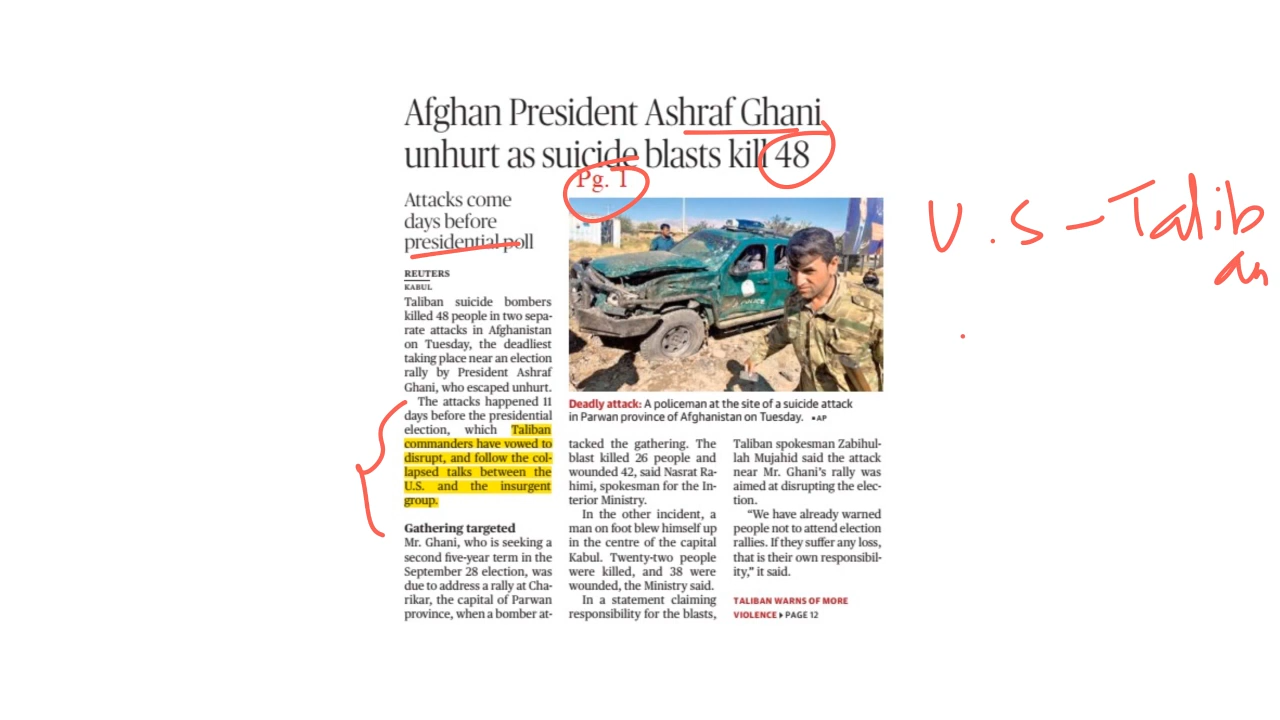 Afghan President Ashraf Ghani
unhurt as suicide blasts kill 48
Pg. 1
Attacks come
days before
presidential poll
REUTERS
KABUL
Taliban suicide bombers
killed 48 people in two sepa-
rate attacks in Afghanistan
on Tuesday, the deadliest
taking place near an election
rally by President Ashraf
Ghani, who escaped unhurt.
The attacks happened 11
days before the presidential
election, which Taliban
commanders have vowed to
disrupt, and follow the col-
lapsed talks between the
U.S. and the insurgent
group.
Gathering targeted
Mr. Ghani, who is seeking a
second five-year term in the
September 28 election, was
due to address a rally at Cha-
rikar, the capital of Parwan
province, when a bomber at-
POLICE
Deadly attack: A policeman at the site of a suicide attack
in Parwan province of Afghanistan on Tuesday. ▪AP
tacked the gathering. The
blast killed 26 people and
wounded 42, said Nasrat Ra-
himi, spokesman for the In-
terior Ministry.
In the other incident, a
man on foot blew himself up
in the centre of the capital
Kabul. Twenty-two people
were killed, and 38 were
wounded, the Ministry said.
In a statement claiming
responsibility for the blasts,
Taliban spokesman Zabihul-
lah Mujahid said the attack
near Mr. Ghani's rally was
aimed at disrupting the elec-
tion.
"We have already warned
people not to attend election
rallies. If they suffer any loss,
that is their own responsibil-
ity," it said.
TALIBAN WARNS OF MORE
VIOLENCE ▸ PAGE 12
U.S - Talib
an